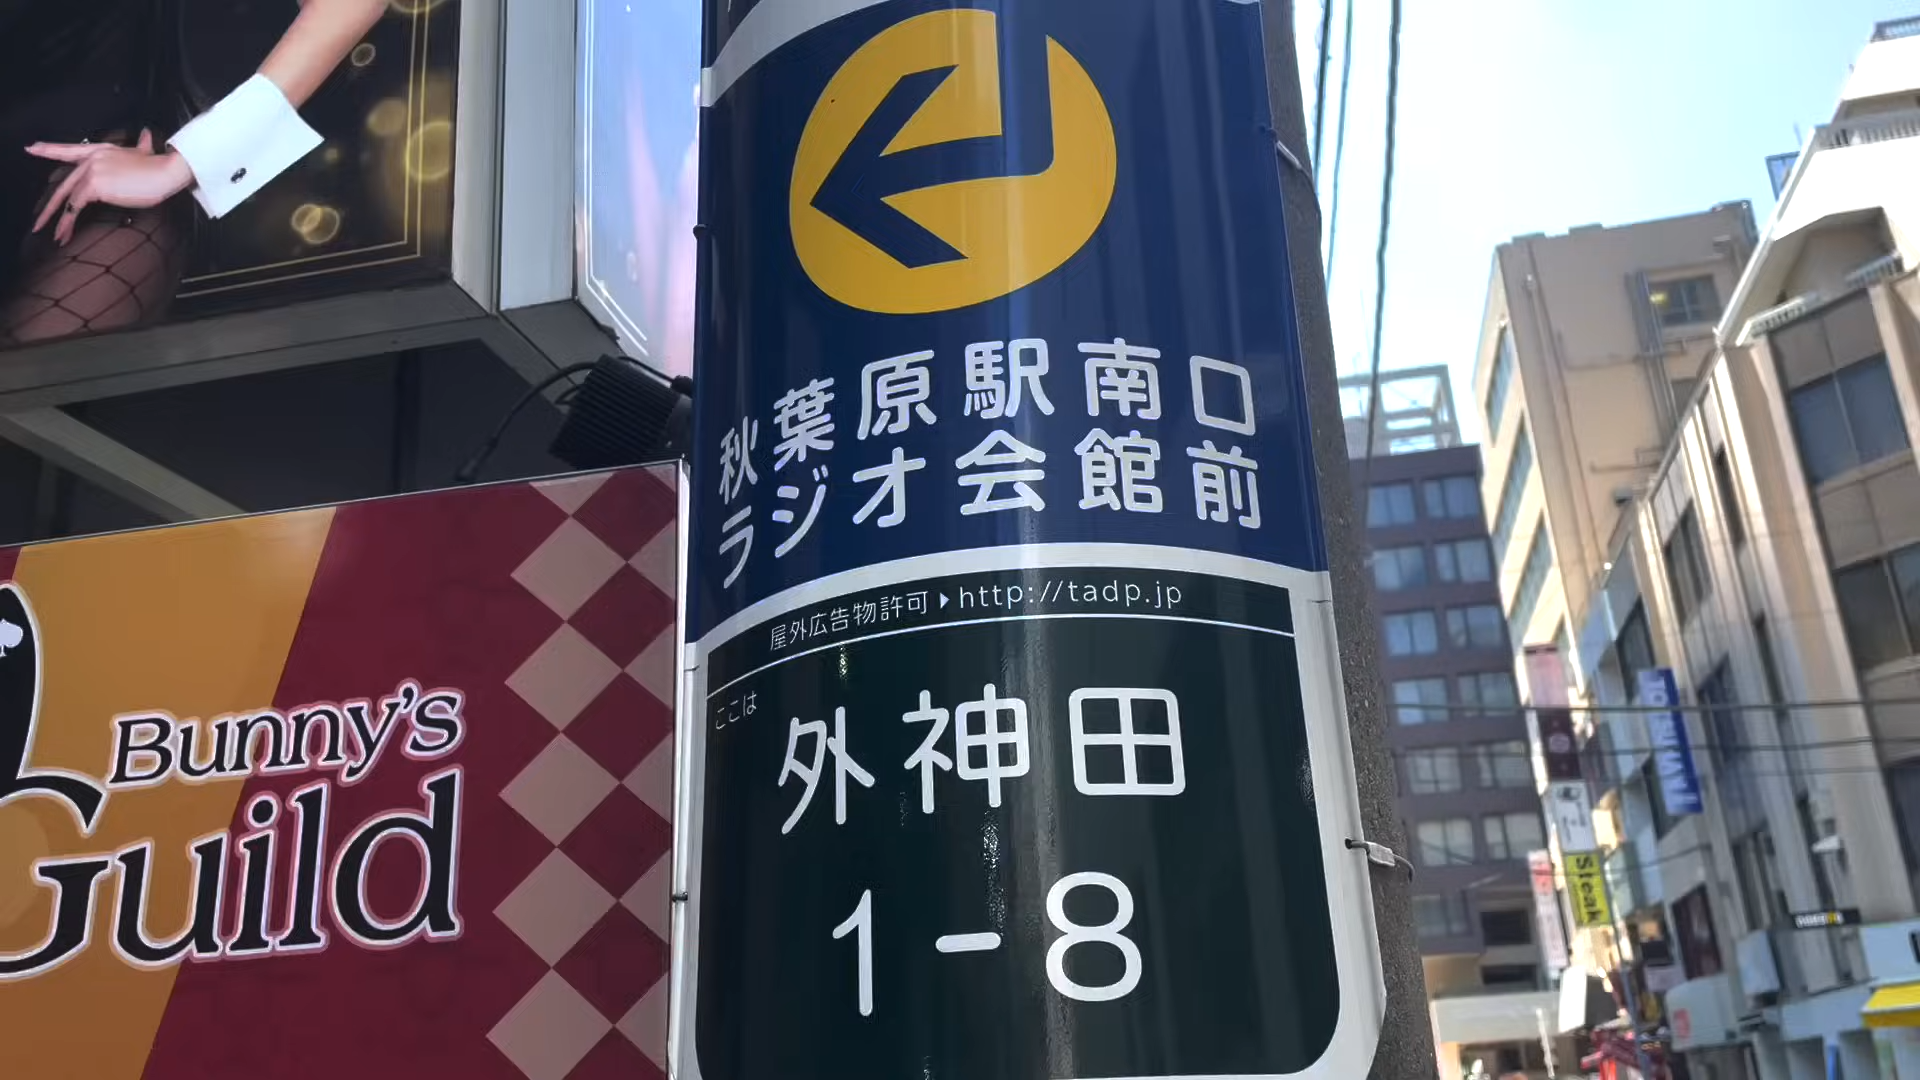 秋葉原駅南口
ラジオ会館前
屋外広告物許可▶http://tadp.jp
ここは
外神田
1-8
Bunny's
Guild
Steak